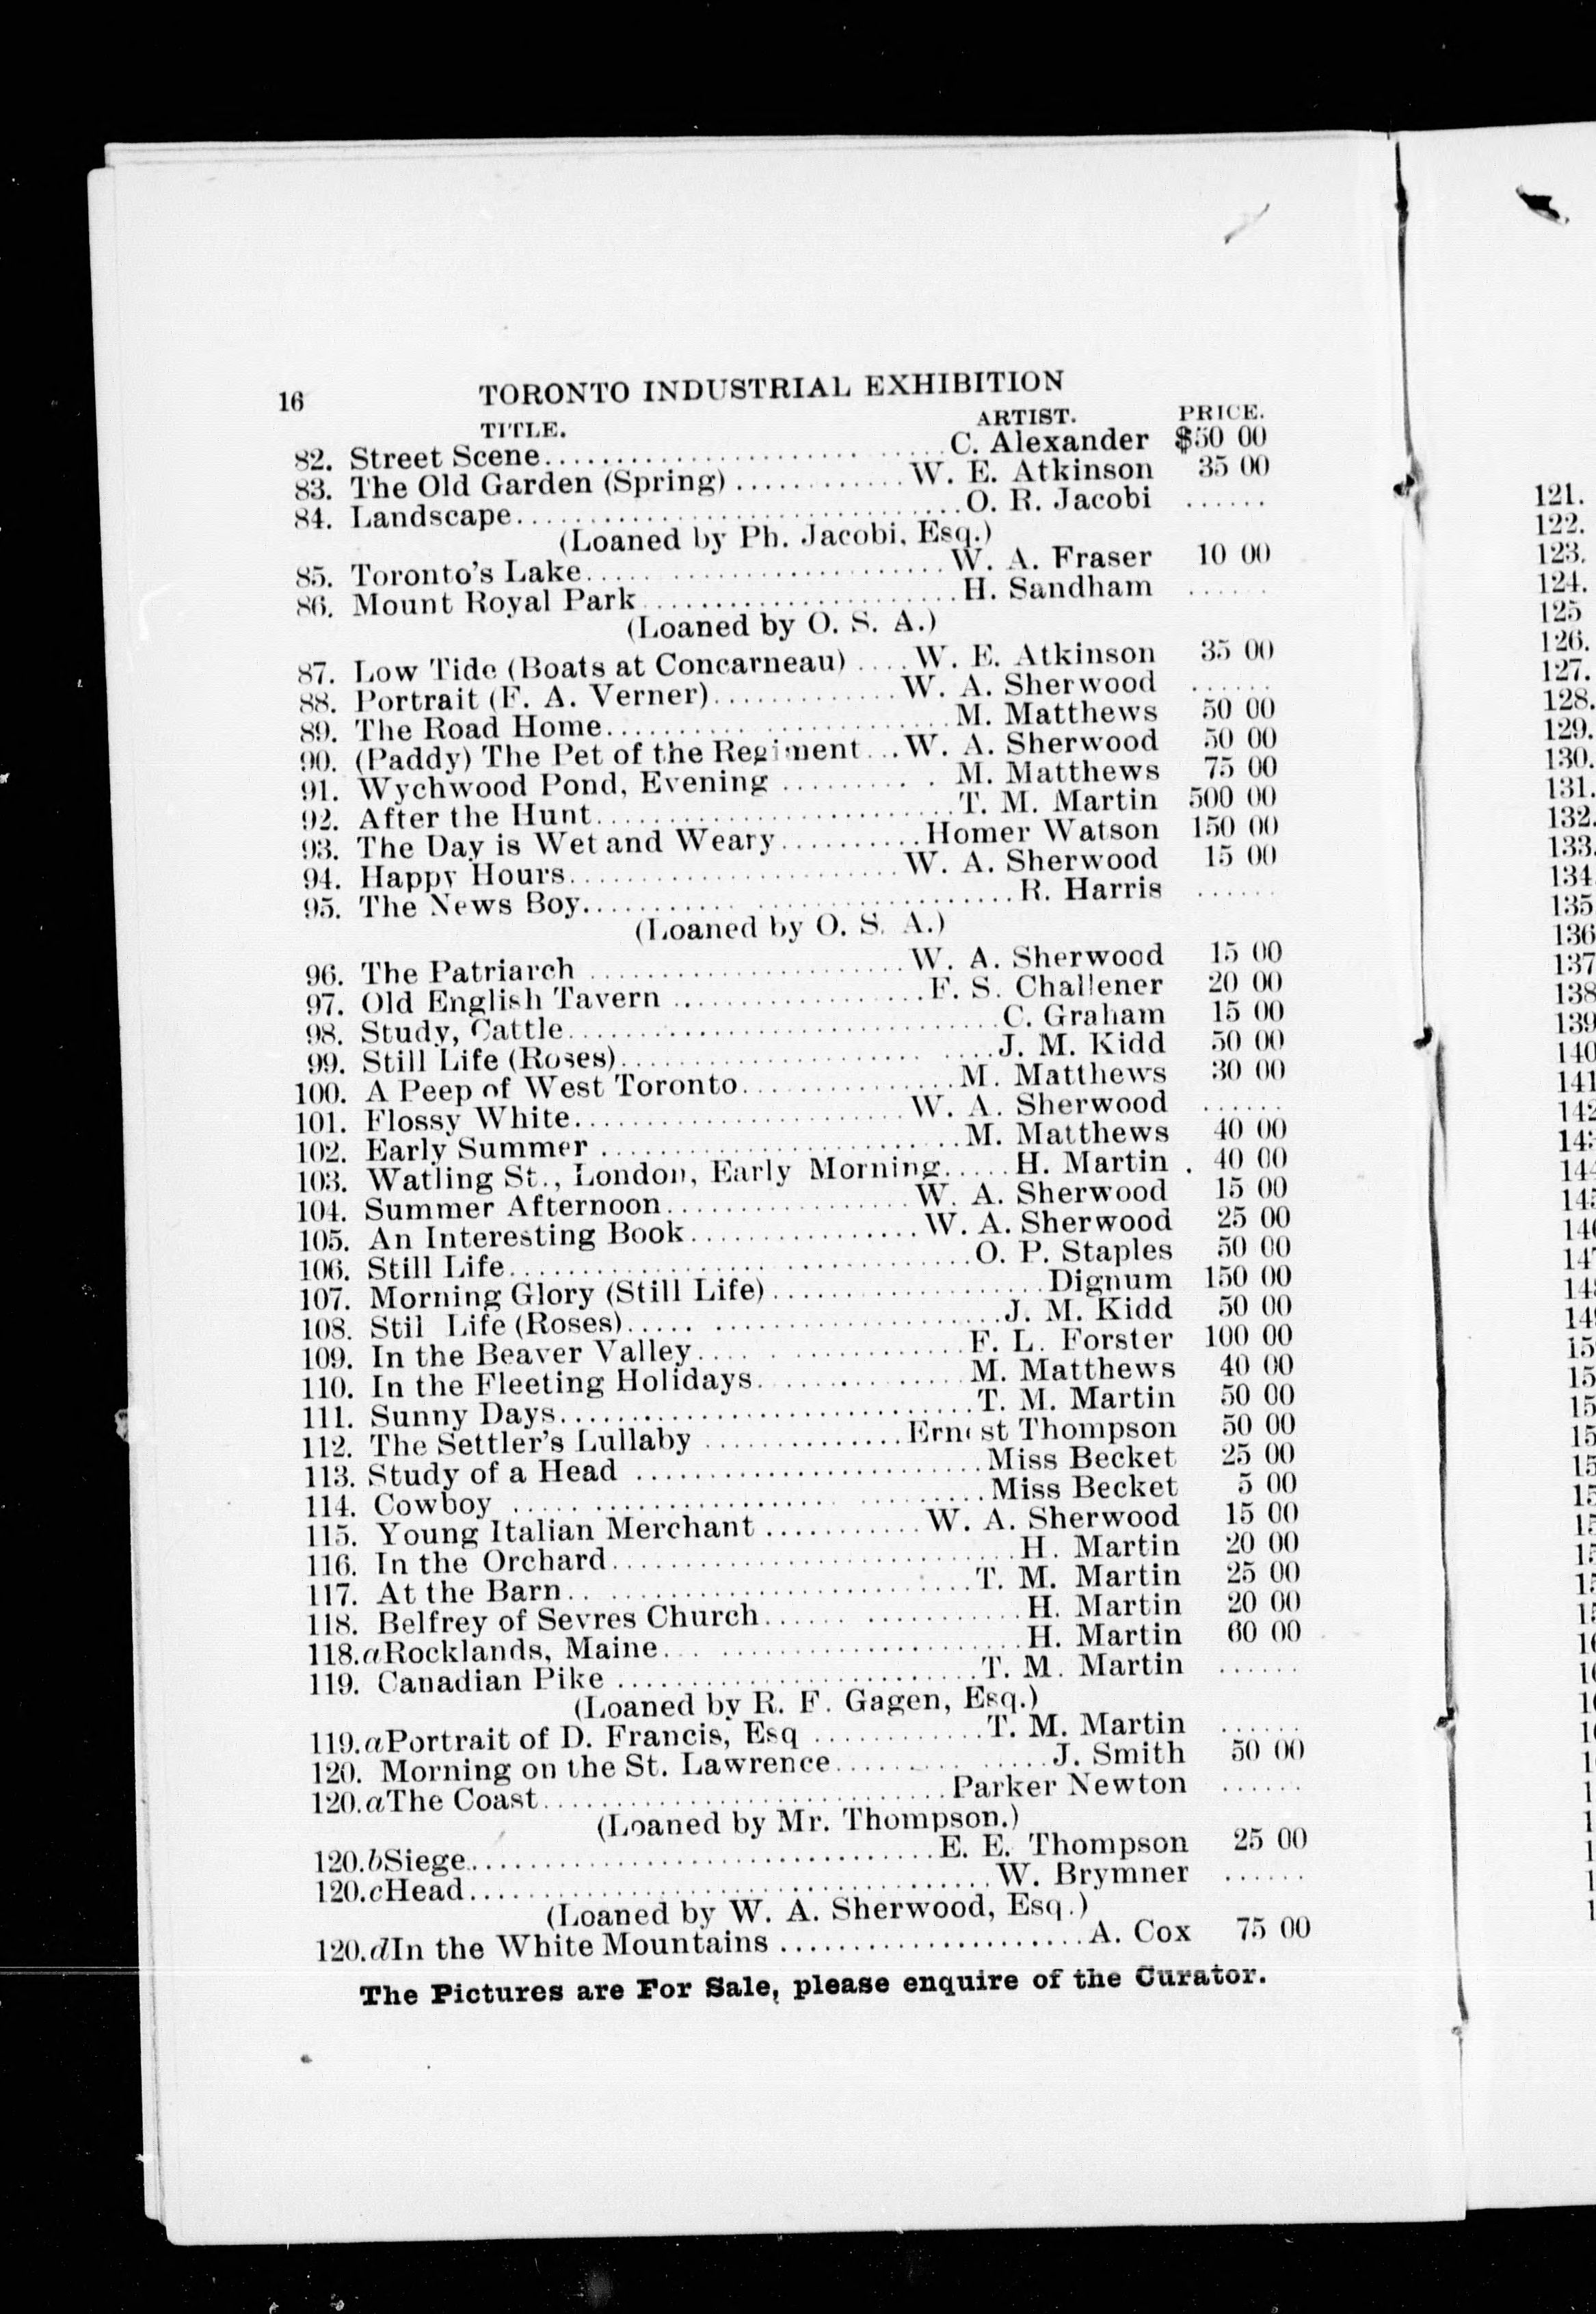 16 TORONTO INDUSTRIAL EXHIBITION
TITLE. ARTIST. PRICE.
82. Street Scene C. Alexander $50 00
83. The Old Garden (Spring) W. E. Atkinson 35 00
84. Landscape O. R. Jacobi ......
(Loaned by Ph. Jacobi, Esq.)
85. Toronto's Lake W. A. Fraser 10 00
86. Mount Royal Park H. Sandham ......
(Loaned by O. S. A.)
87. Low Tide (Boats at Concarneau) W. E. Atkinson 35 00
88. Portrait (F. A. Verner) W. A. Sherwood ......
89. The Road Home M. Matthews 50 00
90. (Paddy) The Pet of the Regiment W. A. Sherwood 50 00
91. Wychwood Pond, Evening M. Matthews 75 00
92. After the Hunt T. M. Martin 500 00
93. The Day is Wet and Weary Homer Watson 150 00
94. Happy Hours W. A. Sherwood 15 00
95. The News Boy R. Harris ......
(Loaned by O. S. A.)
96. The Patriarch W. A. Sherwood 15 00
97. Old English Tavern F. S. Challener 20 00
98. Study, Cattle C. Graham 15 00
99. Still Life (Roses) J. M. Kidd 50 00
100. A Peep of West Toronto M. Matthews 30 00
101. Flossy White W. A. Sherwood ......
102. Early Summer M. Matthews 40 00
103. Watling St., London, Early Morning H. Martin . 40 00
104. Summer Afternoon W. A. Sherwood 15 00
105. An Interesting Book W. A. Sherwood 25 00
106. Still Life O. P. Staples 50 00
107. Morning Glory (Still Life) Dignum 150 00
108. Stil Life (Roses) J. M. Kidd 50 00
109. In the Beaver Valley F. L. Forster 100 00
110. In the Fleeting Holidays M. Matthews 40 00
111. Sunny Days T. M. Martin 50 00
112. The Settler's Lullaby Ernest Thompson 50 00
113. Study of a Head Miss Becket 25 00
114. Cowboy Miss Becket 5 00
115. Young Italian Merchant W. A. Sherwood 15 00
116. In the Orchard H. Martin 20 00
117. At the Barn T. M. Martin 25 00
118. Belfrey of Sevres Church H. Martin 20 00
118.a Rocklands, Maine H. Martin 60 00
119. Canadian Pike T. M. Martin ......
(Loaned by R. F. Gagen, Esq.)
119.a Portrait of D. Francis, Esq T. M. Martin ......
120. Morning on the St. Lawrence J. Smith 50 00
120.a The Coast Parker Newton ......
(Loaned by Mr. Thompson.)
120.b Siege E. E. Thompson 25 00
120.c Head W. Brymner ......
(Loaned by W. A. Sherwood, Esq.)
120.d In the White Mountains A. Cox 75 00
The Pictures are For Sale, please enquire of the Curator.
121.
122.
123.
124.
125
126.
127.
128.
129.
130.
131.
132.
133.
134
135
136
137
138
139
140
141
142